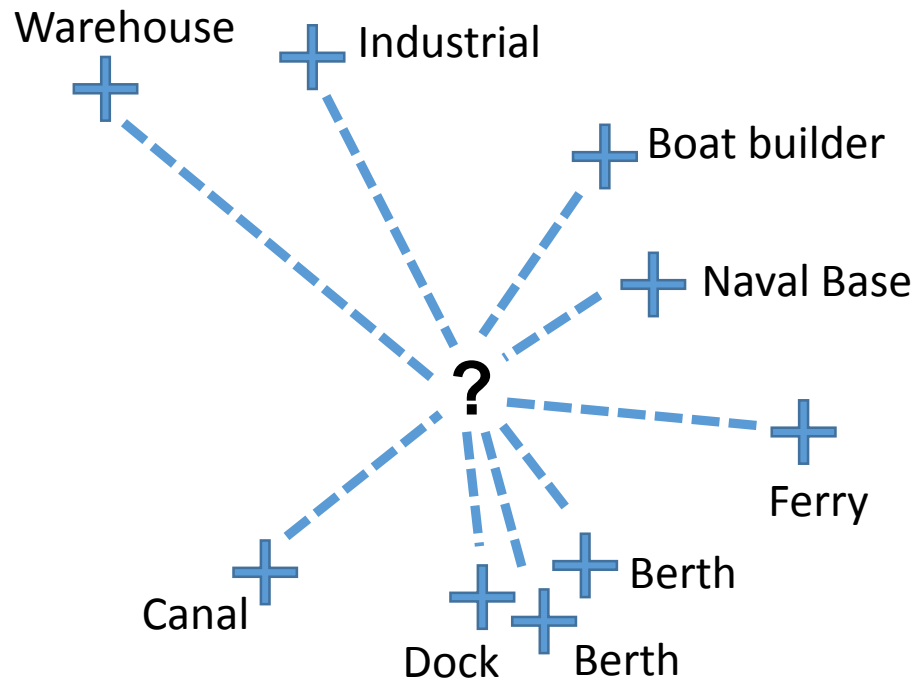 Warehouse
Industrial
Boat builder
Naval Base
?
Ferry
Berth
Canal
Dock
Berth